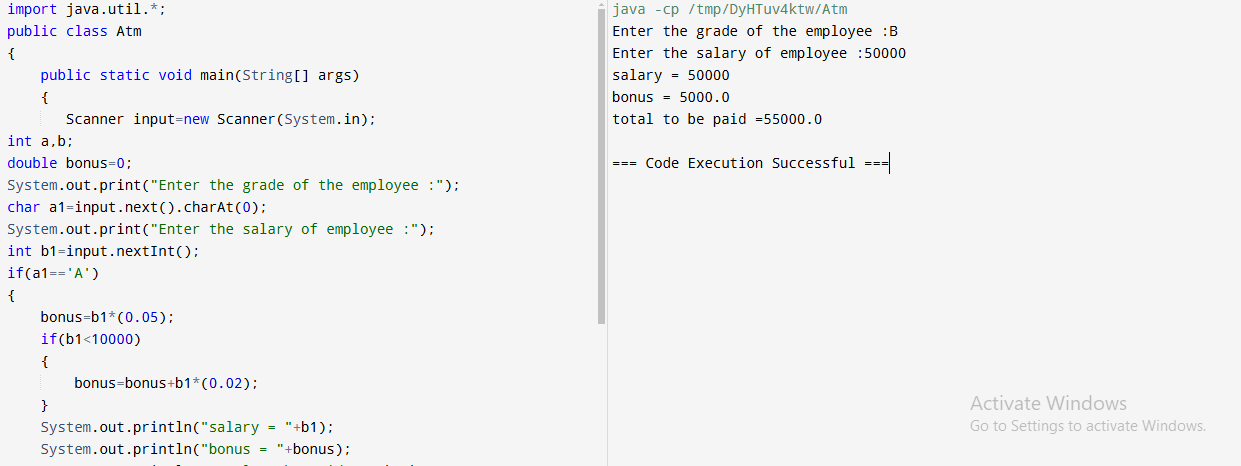 import java.util.*;
public class Atm
{
public static void main(String[] args)
{
Scanner input=new Scanner(System.in);
int a,b;
double bonus=0;
System.out.print("Enter the grade of the employee :");
char a1=input.next().charAt(0);
System.out.print("Enter the salary of employee :");
int b1=input.nextInt();
if(a1=='A')
{
bonus=b1*(0.05);
if(b1<10000)
{
bonus=bonus+b1*(0.02);
}
System.out.println("salary = "+b1);
System.out.println("bonus = "+bonus);
java -cp /tmp/DyHTuv4ktw/Atm
Enter the grade of the employee :B
Enter the salary of employee :50000
salary = 50000
bonus = 5000.0
total to be paid =55000.0
=== Code Execution Successful ===
Activate Windows
Go to Settings to activate Windows.